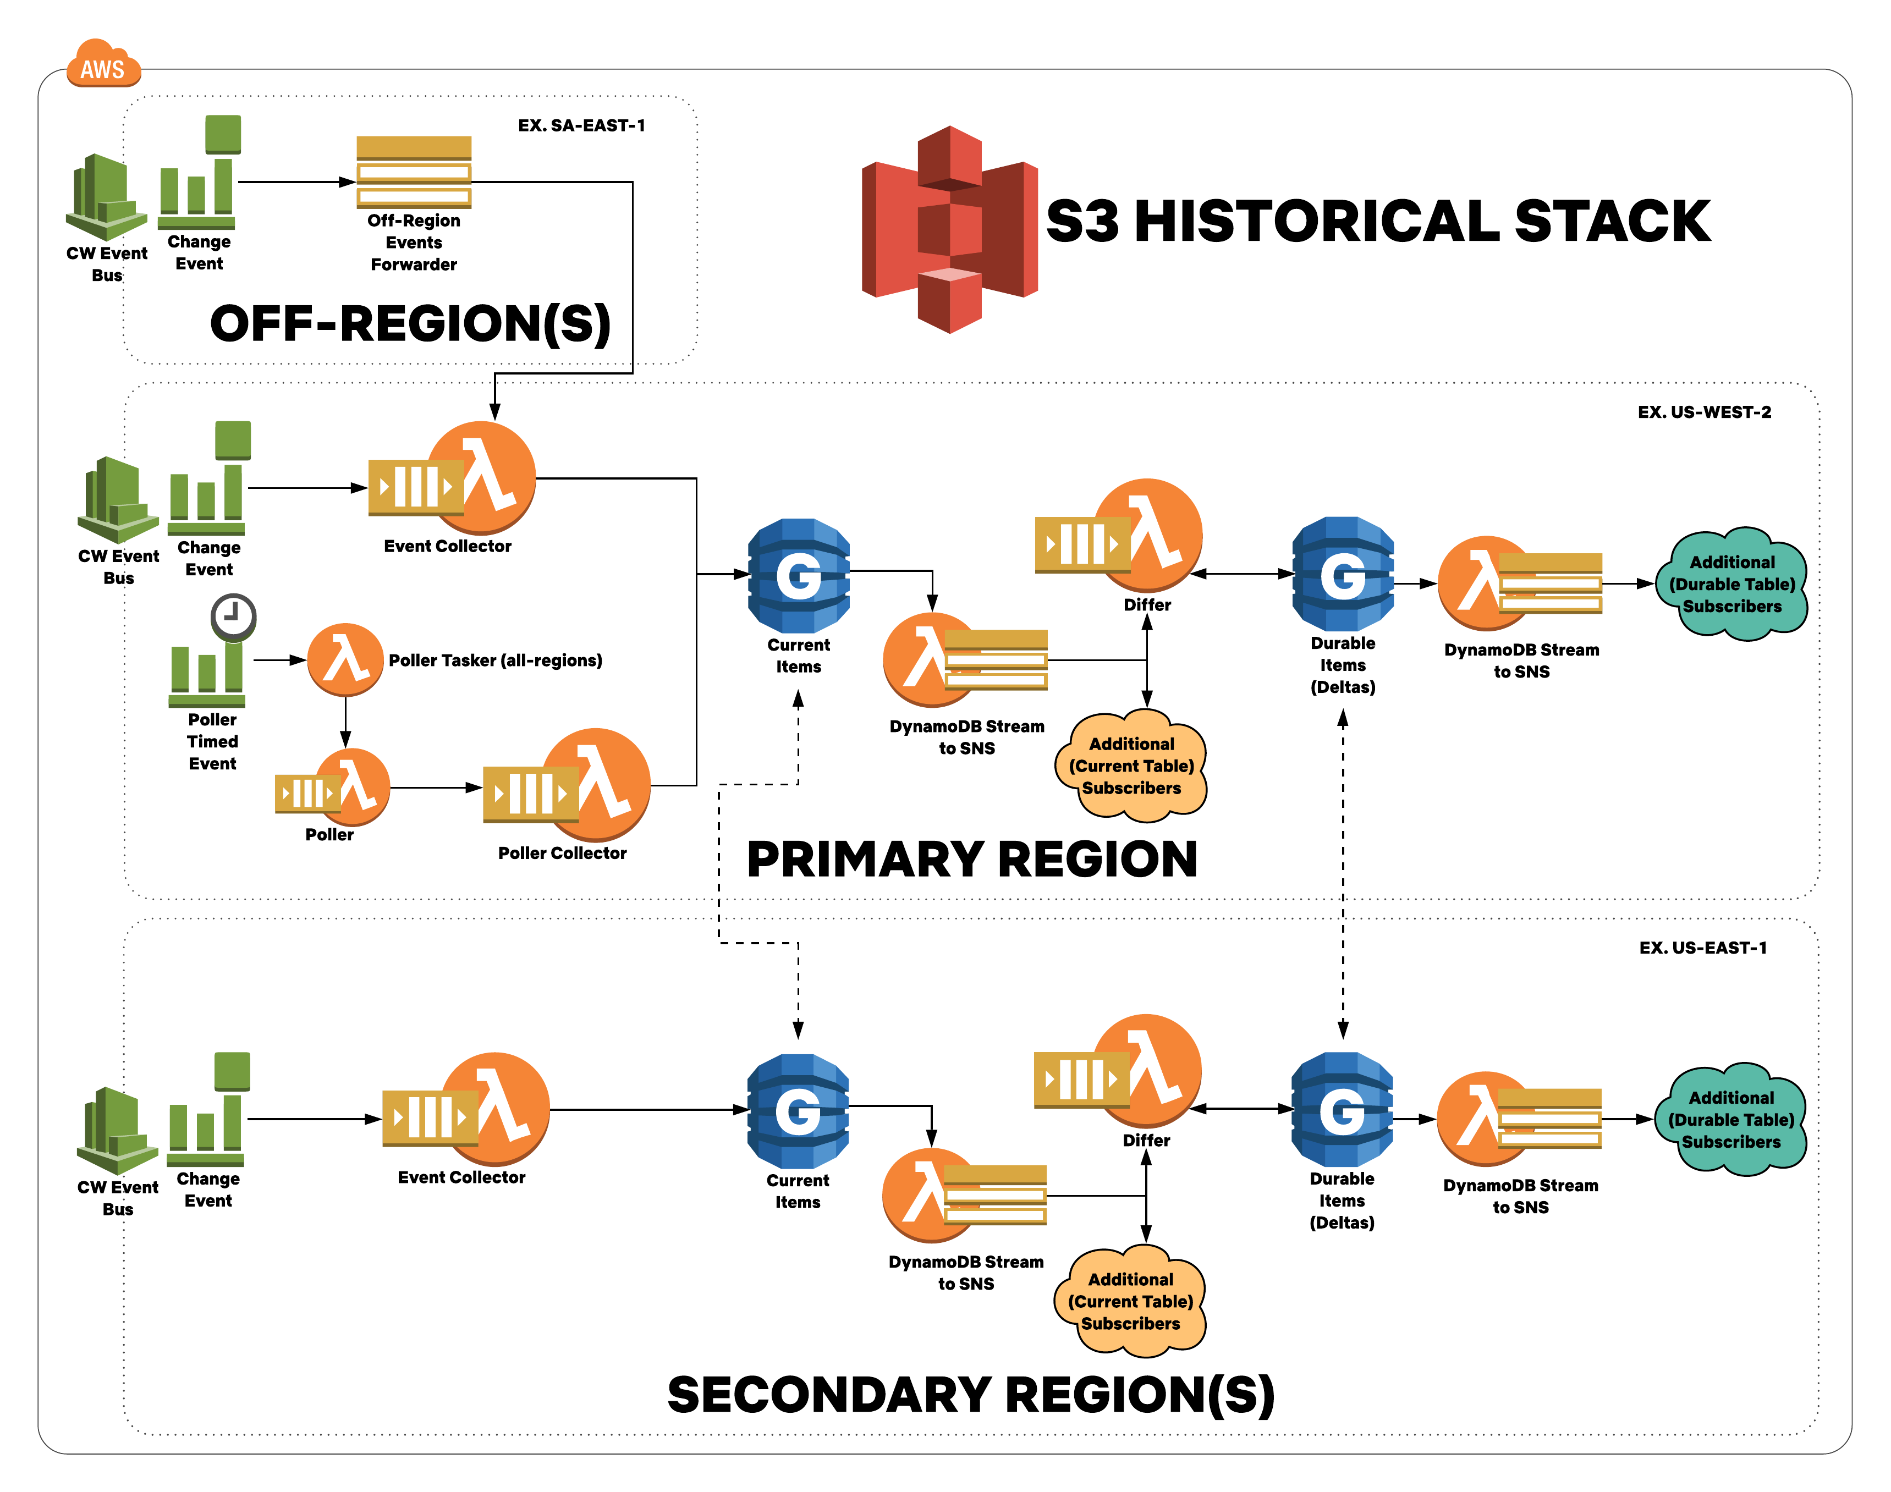 AWS
EX. SA-EAST-1
CW Event
Bus
Change
Event
Off-Region
Events
Forwarder
OFF-REGION(S)
S3 HISTORICAL STACK
EX. US-WEST-2
CW Event
Bus
Change
Event
Event Collector
Poller
Timed
Event
Poller Tasker (all-regions)
Poller
Poller Collector
G
Current
Items
DynamoDB Stream
to SNS
Differ
Additional
(Current Table)
Subscribers
G
Durable
Items
(Deltas)
DynamoDB Stream
to SNS
Additional
(Durable Table)
Subscribers
PRIMARY REGION
EX. US-EAST-1
CW Event
Bus
Change
Event
Event Collector
G
Current
Items
DynamoDB Stream
to SNS
Differ
Additional
(Current Table)
Subscribers
G
Durable
Items
(Deltas)
DynamoDB Stream
to SNS
Additional
(Durable Table)
Subscribers
SECONDARY REGION(S)